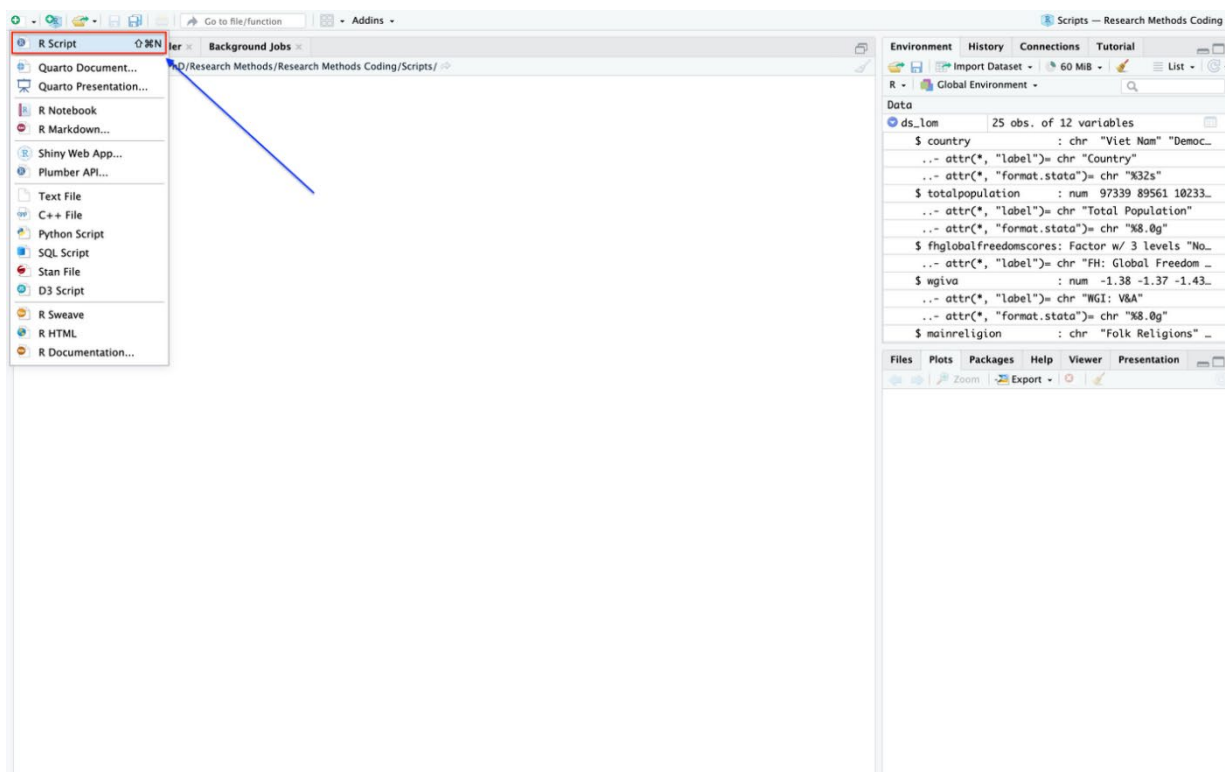 Go to file/function
Addins
Scripts — Research Methods Coding
R Script ⇧⌘N
Quarto Document...
Quarto Presentation...
R Notebook
R Markdown...
Shiny Web App...
Plumber API...
Text File
C++ File
Python Script
SQL Script
Stan File
D3 Script
R Sweave
R HTML
R Documentation...
Background Jobs
/Research Methods/Research Methods Coding/Scripts/
Environment History Connections Tutorial
Import Dataset 60 MiB List
R Global Environment
Data
ds_lom 25 obs. of 12 variables
$ country : chr "Viet Nam" "Democ…
..- attr(*, "label")= chr "Country"
..- attr(*, "format.stata")= chr "%32s"
$ totalpopulation : num 97339 89561 10233…
..- attr(*, "label")= chr "Total Population"
..- attr(*, "format.stata")= chr "%8.0g"
$ fhglobalfreedomscores: Factor w/ 3 levels "No…
..- attr(*, "label")= chr "FH: Global Freedom …
$ wgiva : num -1.38 -1.37 -1.43…
..- attr(*, "label")= chr "WGI: V&A"
..- attr(*, "format.stata")= chr "%8.0g"
$ mainreligion : chr "Folk Religions" …
Files Plots Packages Help Viewer Presentation
Zoom Export